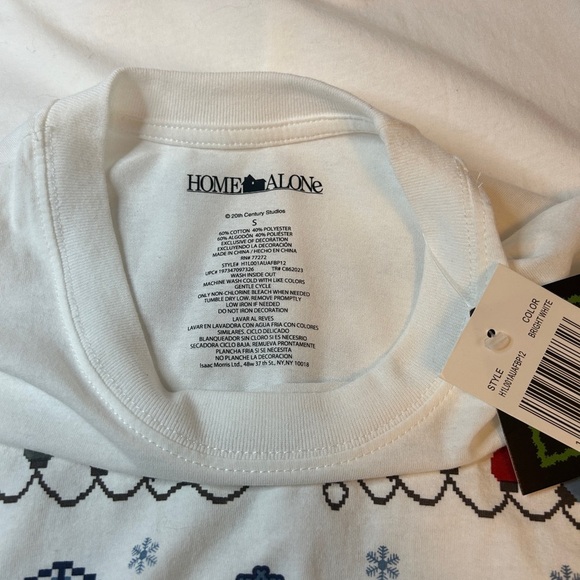 HOME ALONe
© 20th Century Studios
S
60% COTTON 40% POLYESTER
60% ALGODÓN 40% POLIÉSTER
EXCLUSIVE OF DECORATION
EXCLUYENDO LA DECORACIÓN
MADE IN CHINA / HECHO EN CHINA
RN# 77272
STYLE# H1L001AUAFBP12
UPC# 197347097326 TR# C862023
WASH INSIDE OUT
MACHINE WASH COLD WITH LIKE COLORS
GENTLE CYCLE
ONLY NON-CHLORINE BLEACH WHEN NEEDED
TUMBLE DRY LOW. REMOVE PROMPTLY
LOW IRON IF NEEDED
DO NOT IRON DECORATION
LAVAR AL REVES
LAVAR EN LAVADORA CON AGUA FRIA CON COLORES
SIMILARES. CICLO DELICADO
BLANQUEADOR SIN CLORO SI ES NECESARIO
SECADORA CICLO BAJO. REMUEVA PRONTAMENTE
PLANCHA FRIA SI SE NECESITA
NO PLANCHE LA DECORACION
Isaac Morris Ltd., 48w 37th St., NY,NY 10018
COLOR
BRIGHT WHITE
STYLE
H1L001AUAFBP12